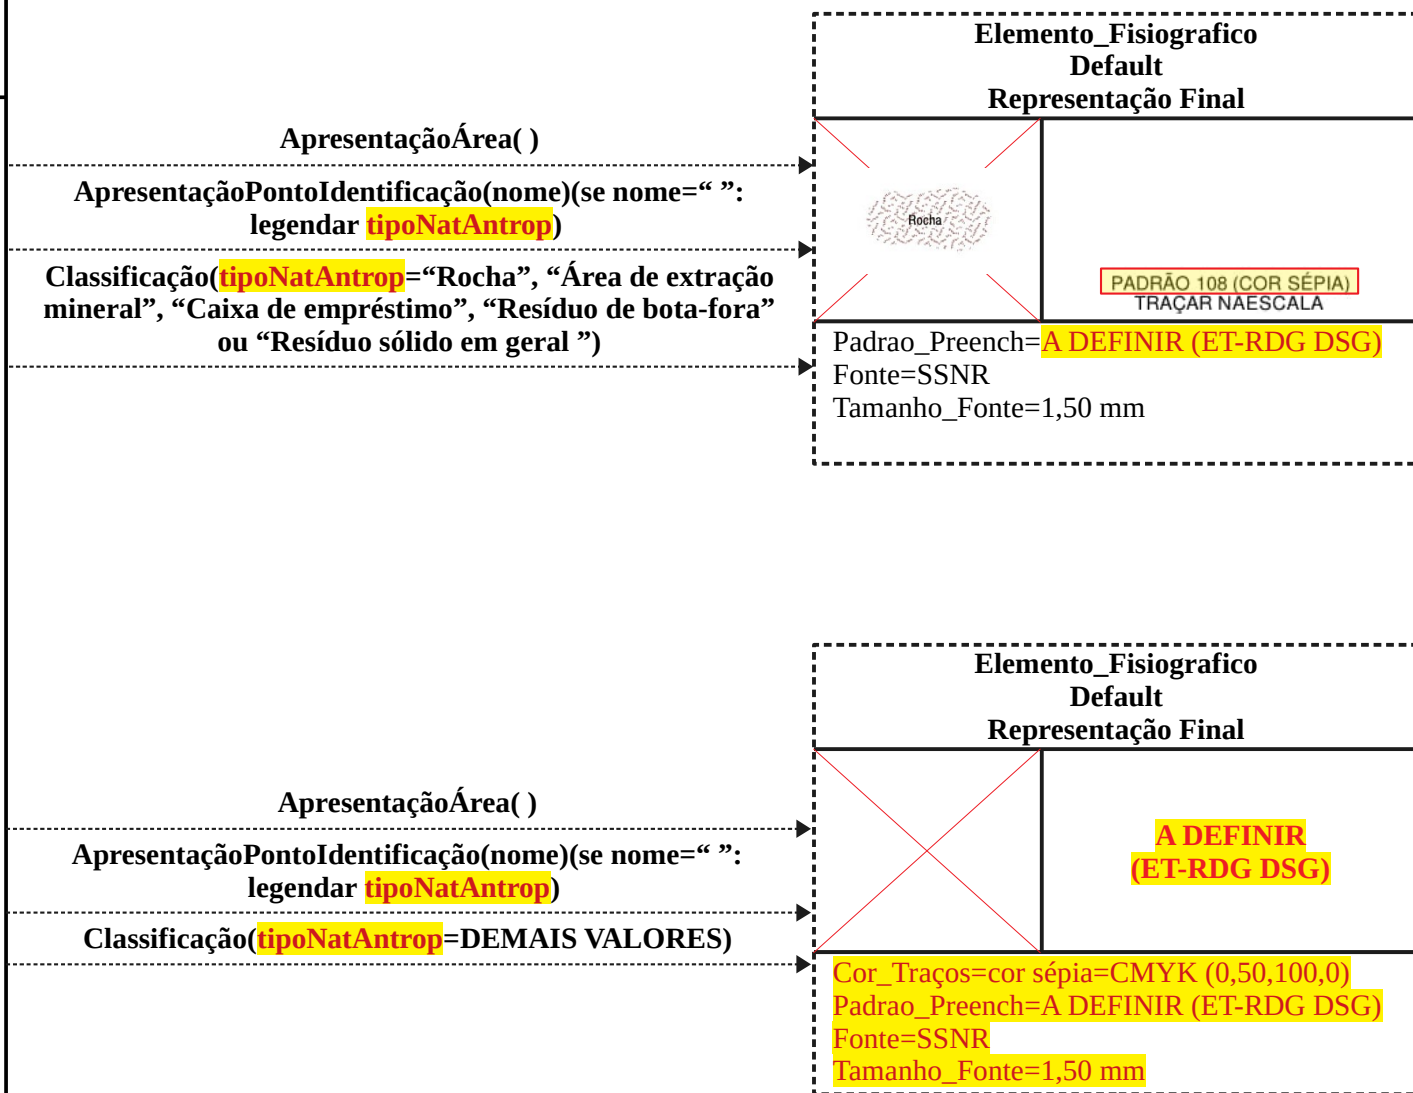 Elemento_Fisiografico
Default
Representação Final
ApresentaçãoÁrea( )
ApresentaçãoPontoIdentificação(nome)(se nome=“ ”:
legendar tipoNatAntrop)
Classificação(tipoNatAntrop=“Rocha”, “Área de extração
mineral”, “Caixa de empréstimo”, “Resíduo de bota-fora”
ou “Resíduo sólido em geral ”)
Rocha
PADRÃO 108 (COR SÉPIA)
TRAÇAR NAESCALA
Padrao_Preench=A DEFINIR (ET-RDG DSG)
Fonte=SSNR
Tamanho_Fonte=1,50 mm
Elemento_Fisiografico
Default
Representação Final
ApresentaçãoÁrea( )
ApresentaçãoPontoIdentificação(nome)(se nome=“ ”:
legendar tipoNatAntrop)
Classificação(tipoNatAntrop=DEMAIS VALORES)
A DEFINIR
(ET-RDG DSG)
Cor_Traços=cor sépia=CMYK (0,50,100,0)
Padrao_Preench=A DEFINIR (ET-RDG DSG)
Fonte=SSNR
Tamanho_Fonte=1,50 mm